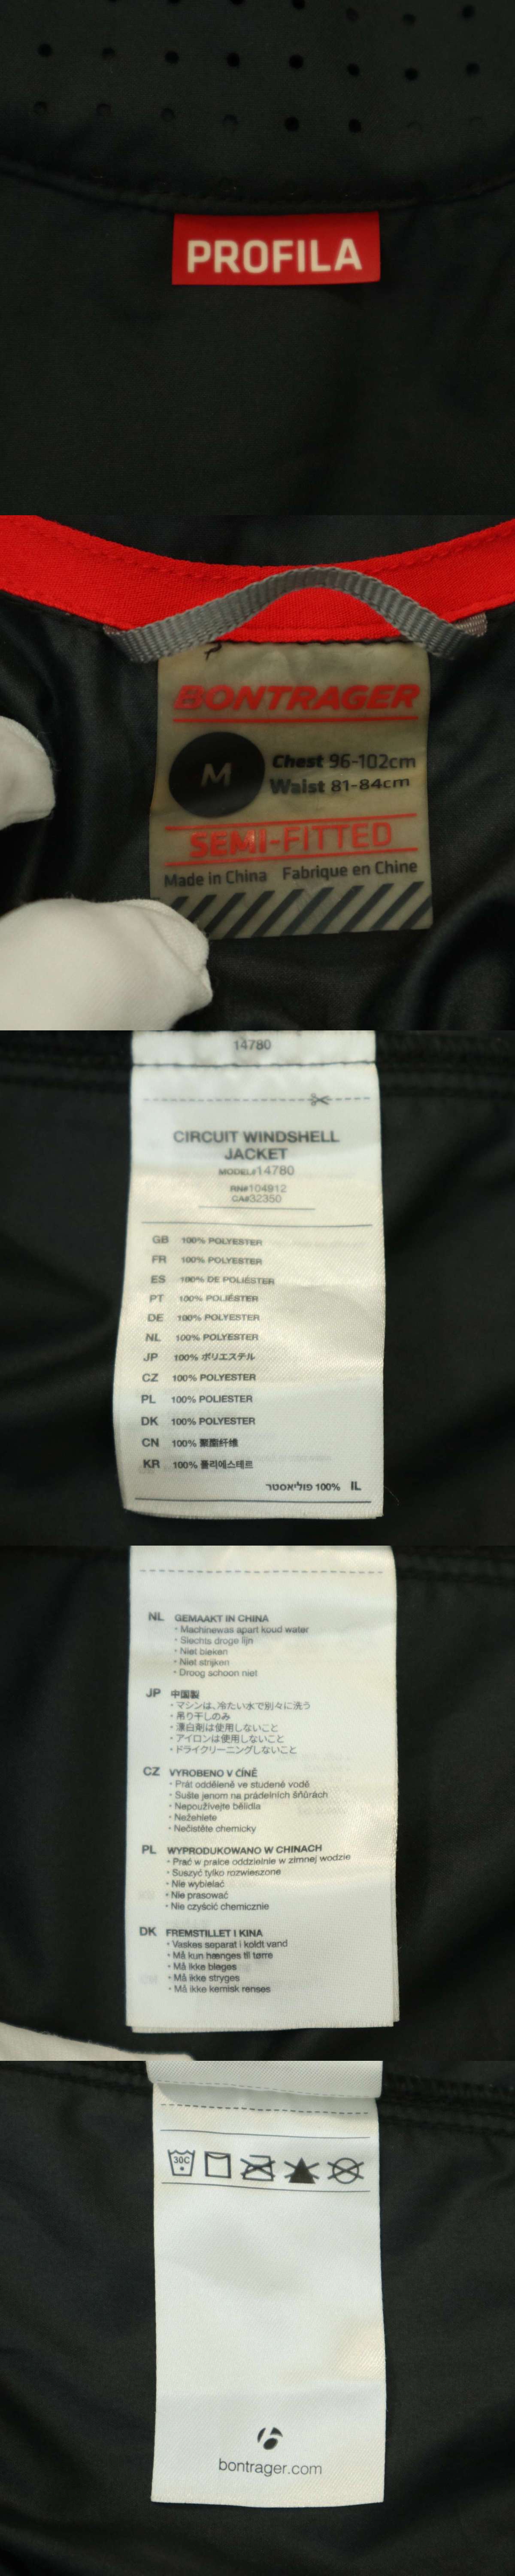 PROFILA
BONTRAGER
M
Chest 96-102cm
Waist 81-84cm
SEMI-FITTED
Made in China Fabrique en Chine
14780
CIRCUIT WINDSHELL
JACKET
MODEL#14780
RN#104912
CA#32350
GB 100% POLYESTER
FR 100% POLYESTER
ES 100% DE POLIÉSTER
PT 100% POLIÉSTER
DE 100% POLYESTER
NL 100% POLYESTER
JP 100% ポリエステル
CZ 100% POLYESTER
PL 100% POLIESTER
DK 100% POLYESTER
CN 100% 聚酯纤维
KR 100% 폴리에스테르
100% פוליאסטר IL
NL GEMAAKT IN CHINA
• Machinewas apart koud water
• Slechts droge lijn
• Niet bleken
• Niet strijken
• Droog schoon niet
JP 中国製
・マシンは、冷たい水で別々に洗う
・吊り干しのみ
・漂白剤は使用しないこと
・アイロンは使用しないこと
・ドライクリーニングしないこと
CZ VYROBENO V ČÍNĚ
• Prát odděleně ve studené vodě
• Sušte jenom na prádelních šňůrách
• Nepoužívejte bělidla
• Nežehlete
• Nečistěte chemicky
PL WYPRODUKOWANO W CHINACH
• Prać w pralce oddzielnie w zimnej wodzie
• Suszyć tylko rozwieszone
• Nie wybielać
• Nie prasować
• Nie czyścić chemicznie
DK FREMSTILLET I KINA
• Vaskes separat i koldt vand
• Må kun hænges til tørre
• Må ikke bleges
• Må ikke stryges
• Må ikke kemisk renses
30C
bontrager.com